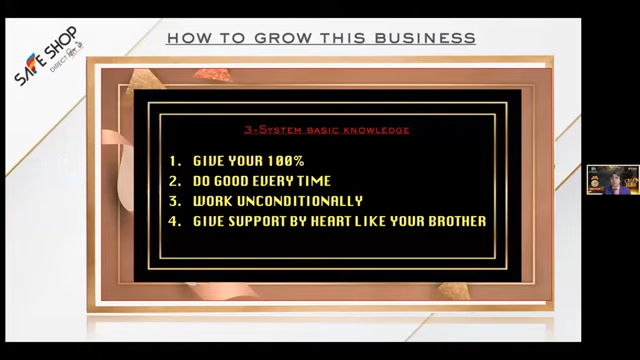 SAFE SHOP
HOW TO GROW THIS BUSINESS
3-SYSTEM BASIC KNOWLEDGE
1. GIVE YOUR 100%
2. DO GOOD EVERY TIME
3. WORK UNCONDITIONALLY
4. GIVE SUPPORT BY HEART LIKE YOUR BROTHER